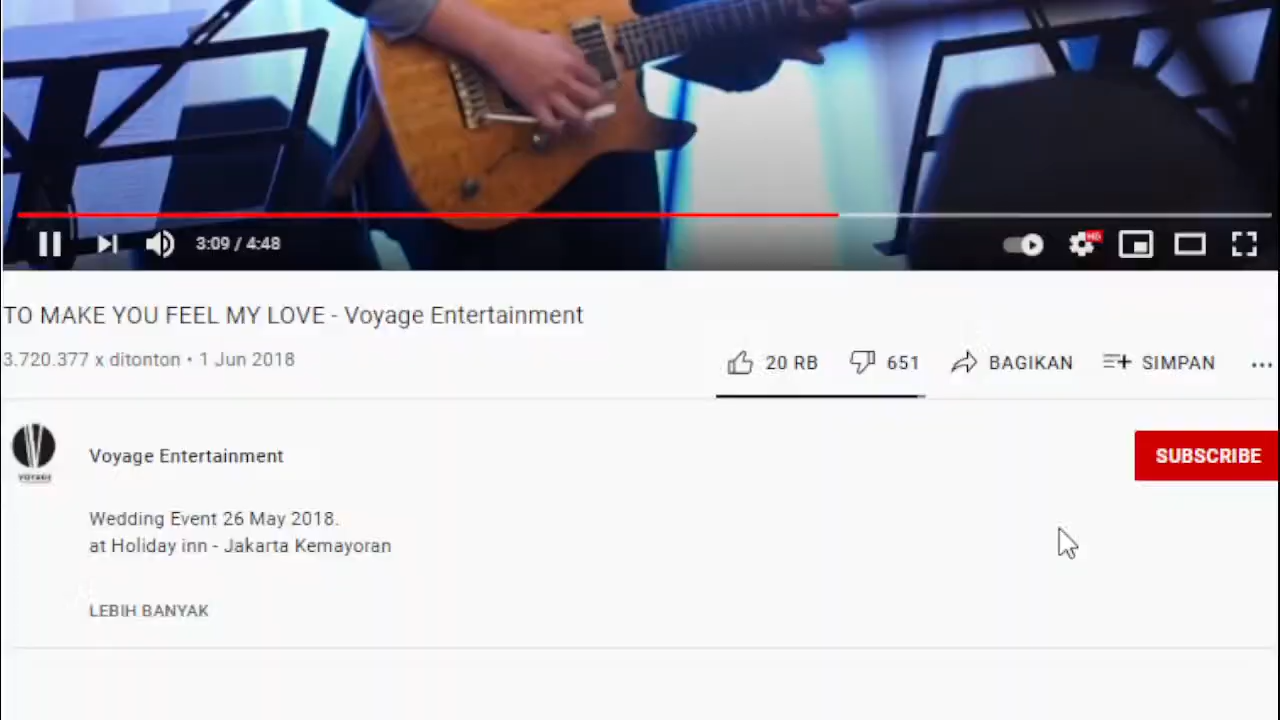 3:09 / 4:48
HD
TO MAKE YOU FEEL MY LOVE - Voyage Entertainment
3.720.377 x ditonton • 1 Jun 2018
20 RB 651 BAGIKAN SIMPAN
VOYAGE
Voyage Entertainment
SUBSCRIBE
Wedding Event 26 May 2018.
at Holiday inn - Jakarta Kemayoran
LEBIH BANYAK